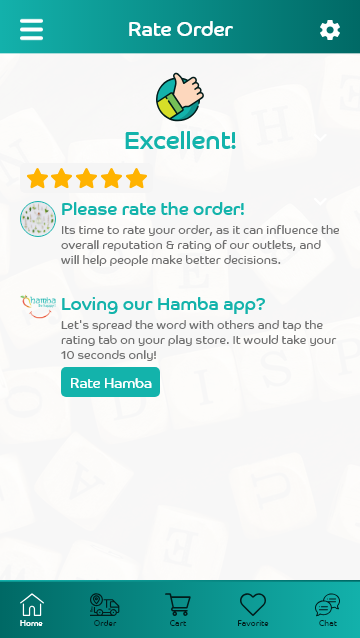 Rate Order
Excellent!
Please rate the order!
Its time to rate your order, as it can influence the
overall reputation & rating of our outlets, and
will help people make better decisions.
hamba
Loving our Hamba app?
Let's spread the word with others and tap the
rating tab on your play store. It would take your
10 seconds only!
Rate Hamba
Home
Order
Cart
Favorite
Chat